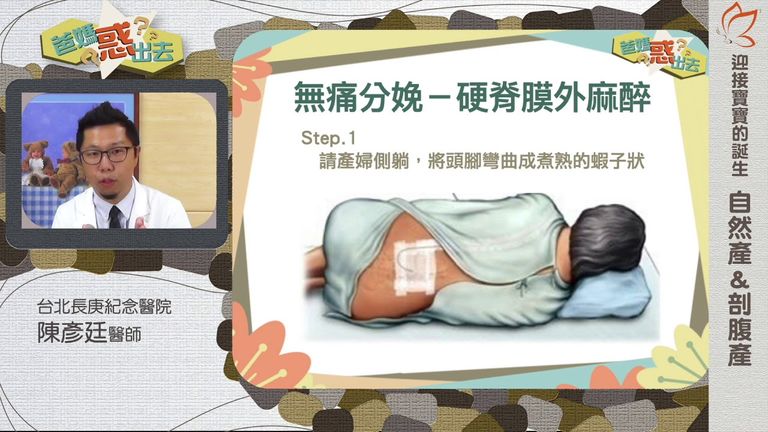 爸媽惑出去??
爸媽惑出去??
無痛分娩－硬脊膜外麻醉
Step.1
請產婦側躺，將頭腳彎曲成煮熟的蝦子狀
台北長庚紀念醫院
陳彥廷醫師
迎接寶寶的誕生 自然產&剖腹產